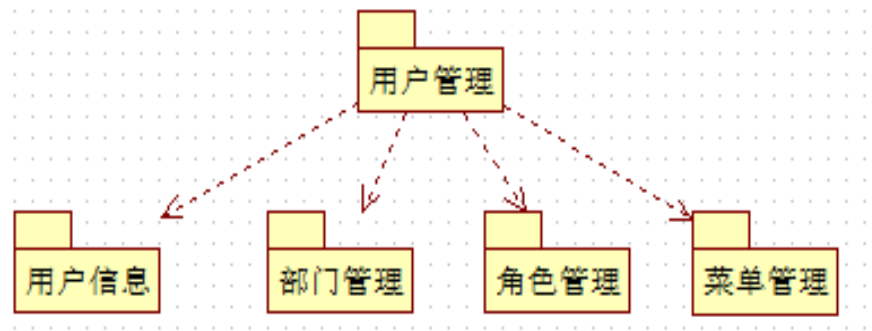 用户管理
用户信息
部门管理
角色管理
菜单管理